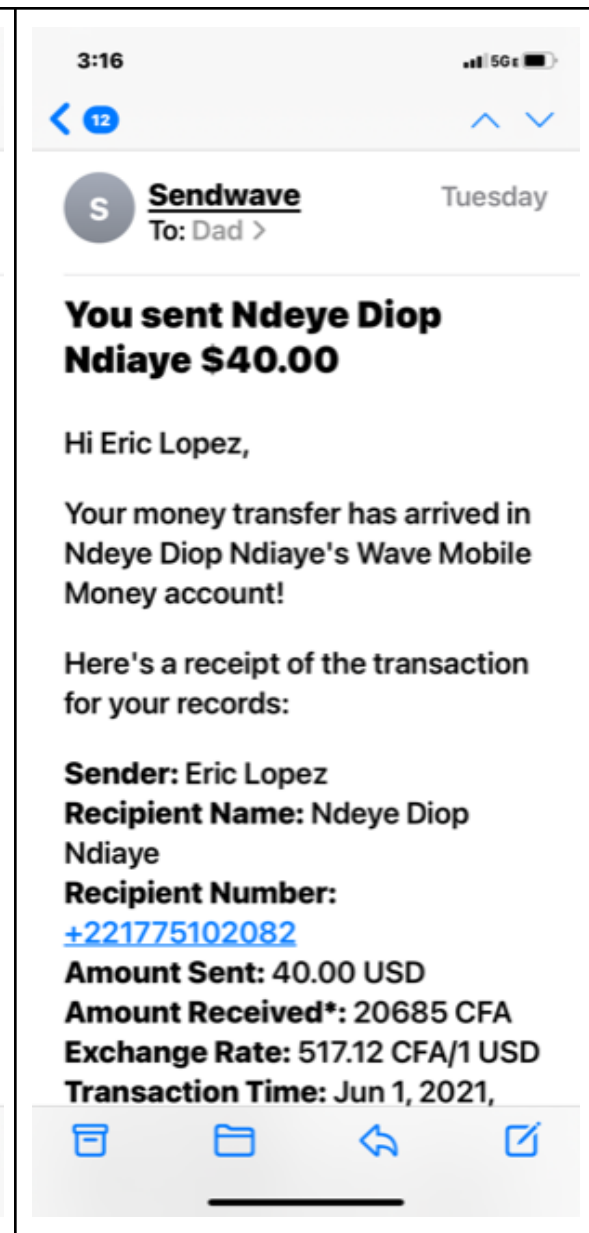 3:16
5GE
12
S
Sendwave
Tuesday
To: Dad >
You sent Ndeye Diop
Ndiaye $40.00
Hi Eric Lopez,
Your money transfer has arrived in
Ndeye Diop Ndiaye's Wave Mobile
Money account!
Here's a receipt of the transaction
for your records:
Sender: Eric Lopez
Recipient Name: Ndeye Diop
Ndiaye
Recipient Number:
+221775102082
Amount Sent: 40.00 USD
Amount Received*: 20685 CFA
Exchange Rate: 517.12 CFA/1 USD
Transaction Time: Jun 1, 2021,